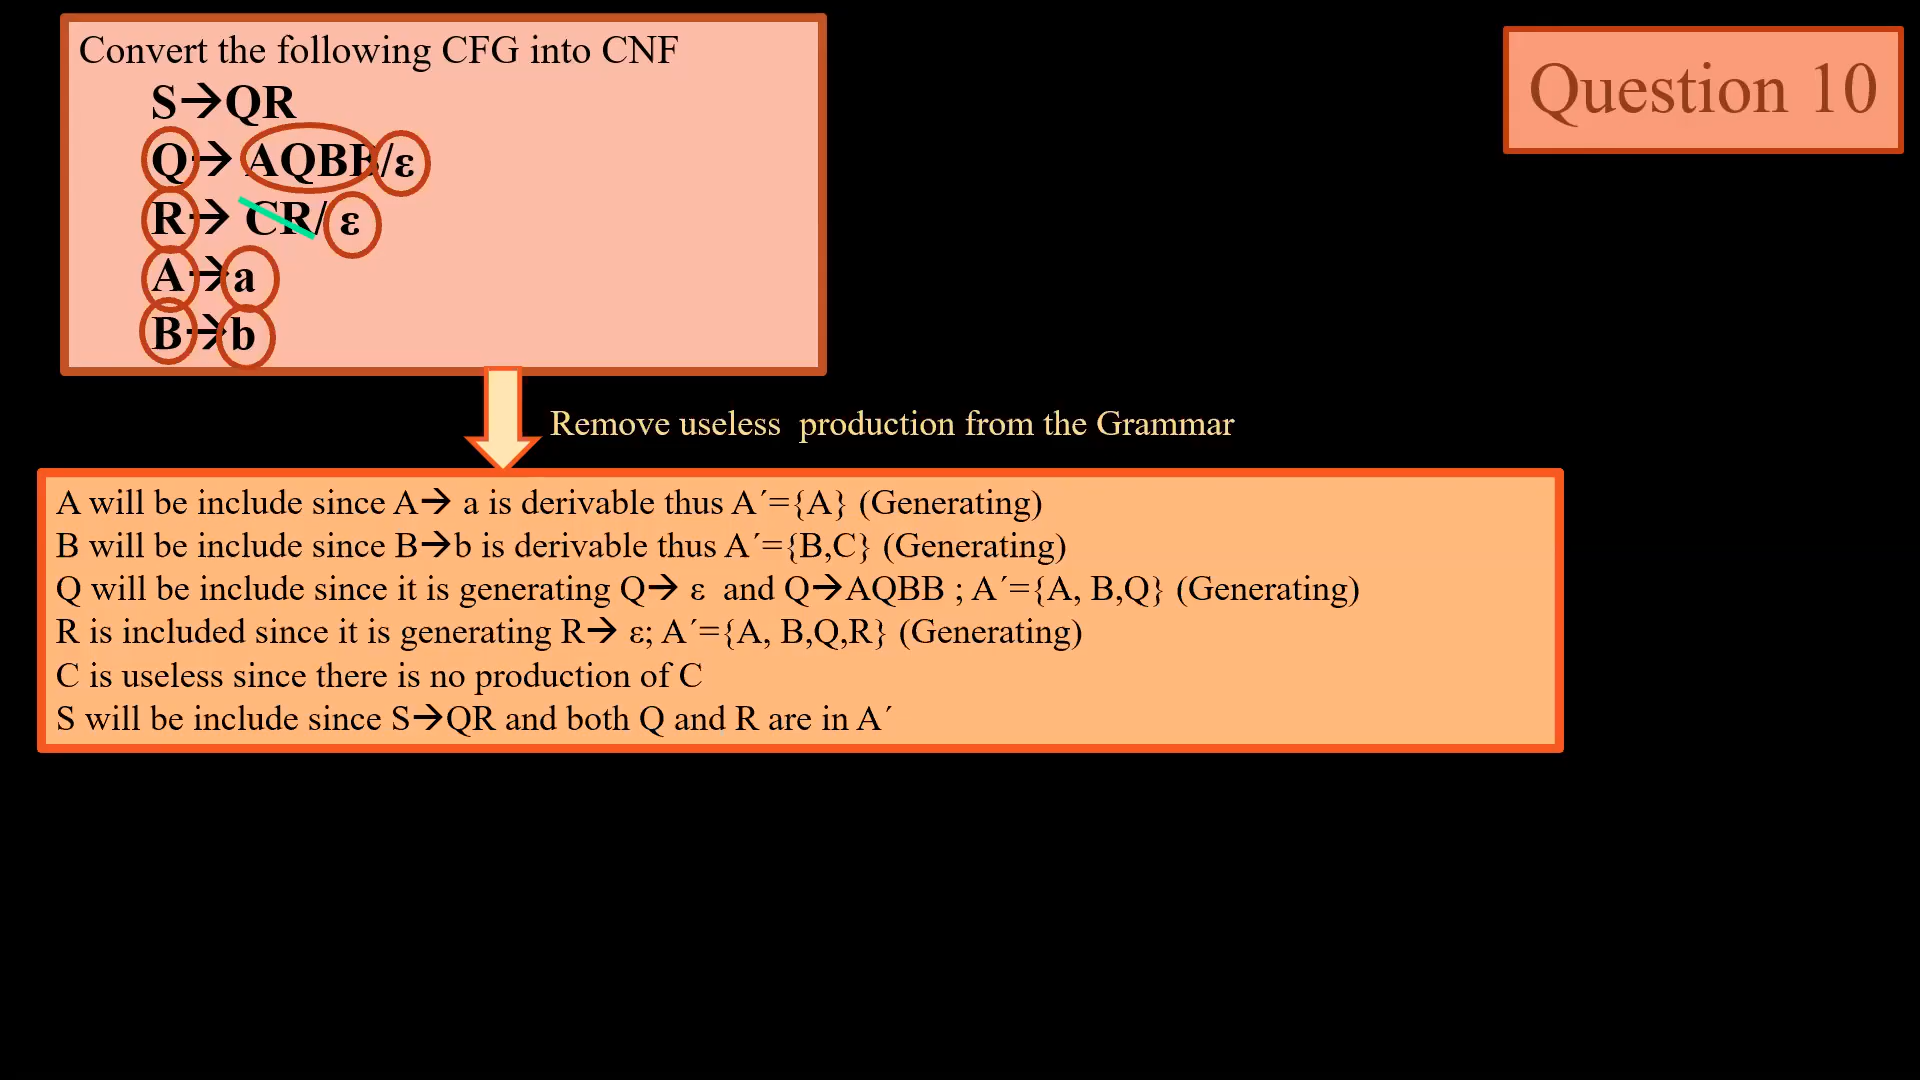 Convert the following CFG into CNF
Question 10
S→QR
Q→ AQBB/ε
R→ CR/ ε
A→a
B→b
Remove useless production from the Grammar
A will be include since A→ a is derivable thus A´={A} (Generating)
B will be include since B→b is derivable thus A´={B,C} (Generating)
Q will be include since it is generating Q→ ε and Q→AQBB ; A´={A, B,Q} (Generating)
R is included since it is generating R→ ε; A´={A, B,Q,R} (Generating)
C is useless since there is no production of C
S will be include since S→QR and both Q and R are in A´